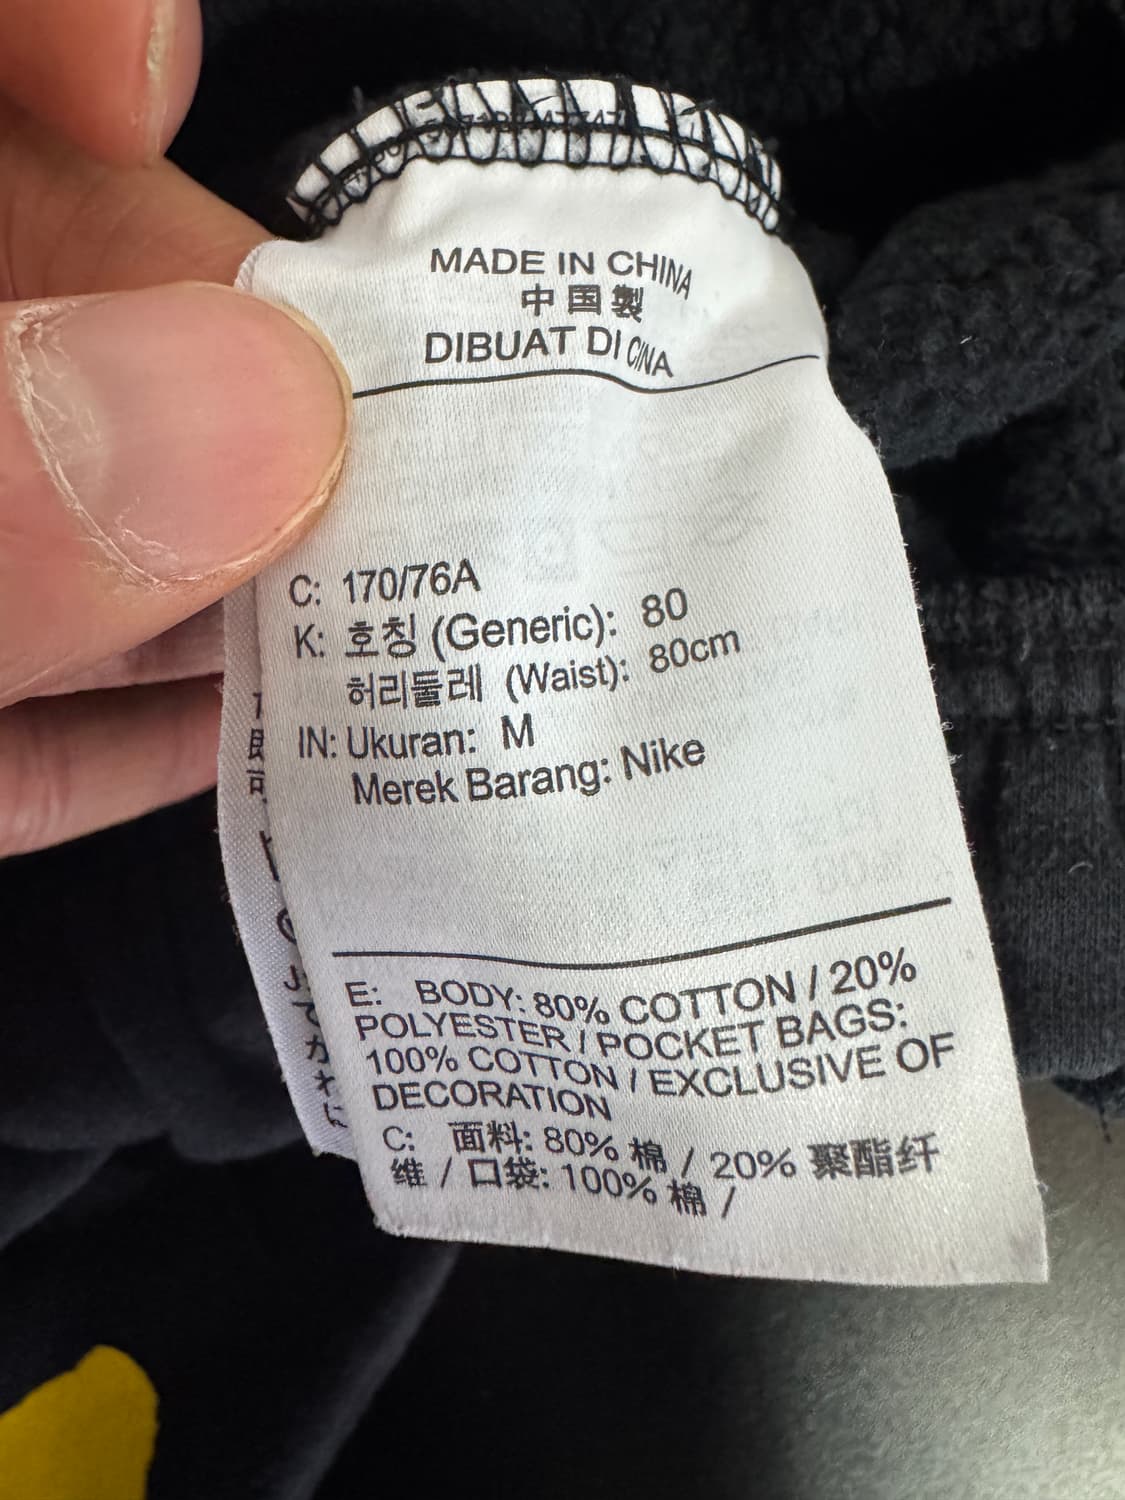 MADE IN CHINA
中国製
DIBUAT DI CINA
C: 170/76A
K: 호칭 (Generic): 80
허리둘레 (Waist): 80cm
IN: Ukuran: M
Merek Barang: Nike
E: BODY: 80% COTTON / 20%
POLYESTER / POCKET BAGS:
100% COTTON / EXCLUSIVE OF
DECORATION
C: 面料: 80% 棉 / 20% 聚酯纤
维 / 口袋: 100% 棉 /